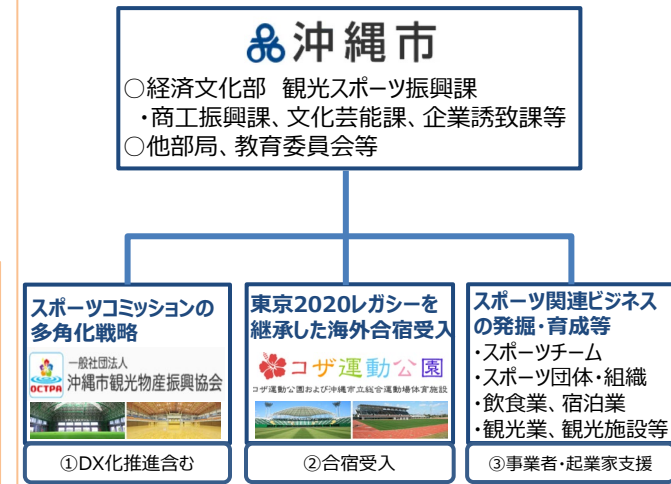 沖縄市
○経済文化部 観光スポーツ振興課
・商工振興課、文化芸能課、企業誘致課等
○他部局、教育委員会等
スポーツコミッションの
多角化戦略
一般社団法人
OCTPA 沖縄市観光物産振興協会
①DX化推進含む
東京2020レガシーを
継承した海外合宿受入
コザ運動公園
コザ運動公園および沖縄市立総合運動場体育施設
②合宿受入
スポーツ関連ビジネス
の発掘・育成等
・スポーツチーム
・スポーツ団体・組織
・飲食業、宿泊業
・観光業、観光施設等
③事業者・起業家支援